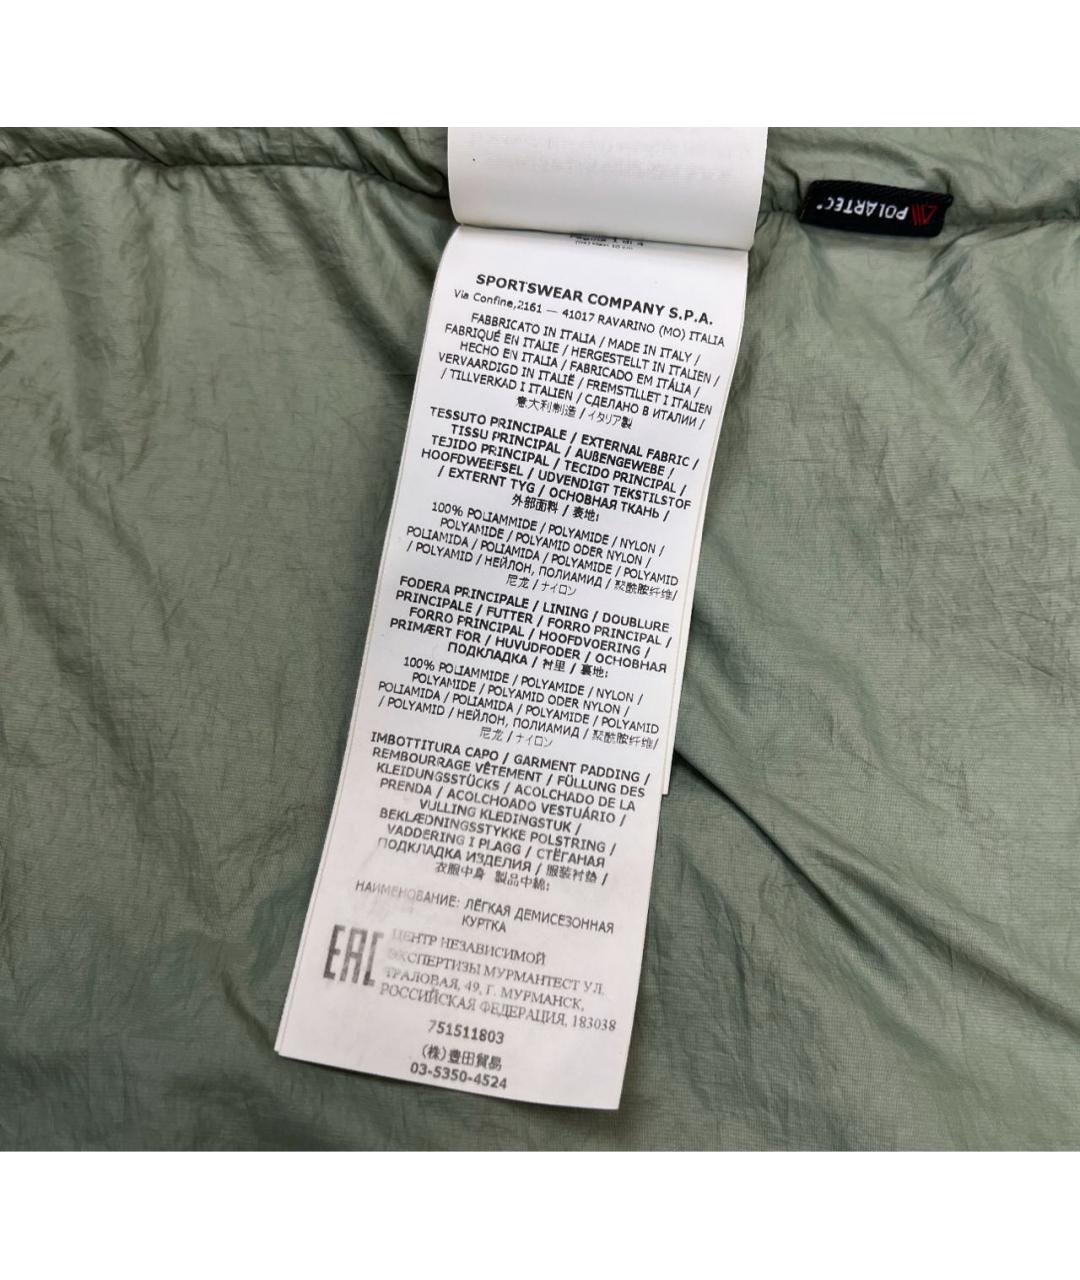 POLARTEC®
SPORTSWEAR COMPANY S.P.A.
Via Confine,2161 — 41017 RAVARINO (MO) ITALIA
FABBRICATO IN ITALIA / MADE IN ITALY /
FABRIQUÉ EN ITALIE / HERGESTELLT IN ITALIEN /
HECHO EN ITALIA / FABRICADO EM ITÁLIA /
VERVAARDIGD IN ITALIË / FREMSTILLET I ITALIEN
/ TILLVERKAD I ITALIEN / СДЕЛАНО В ИТАЛИИ /
意大利制造 / イタリア製
TESSUTO PRINCIPALE / EXTERNAL FABRIC /
TISSU PRINCIPAL / AUßENGEWEBE /
TEJIDO PRINCIPAL / TECIDO PRINCIPAL /
HOOFDWEEFSEL / UDVENDIGT TEKSTILSTOF
/ EXTERNT TYG / ОСНОВНАЯ ТКАНЬ /
外部面料 / 表地:
100% POLIAMMIDE / POLYAMIDE / NYLON /
POLYAMIDE / POLYAMID ODER NYLON /
POLIAMIDA / POLIAMIDA / POLYAMIDE / POLYAMID
/ POLYAMID / НЕЙЛОН, ПОЛИАМИД / 聚酰胺纤维/
尼龙 / ナイロン
FODERA PRINCIPALE / LINING / DOUBLURE
PRINCIPALE / FUTTER / FORRO PRINCIPAL /
FORRO PRINCIPAL / HOOFDVOERING /
PRIMÆRT FOR / HUVUDFODER / ОСНОВНАЯ
ПОДКЛАДКА / 衬里 / 裏地:
100% POLIAMMIDE / POLYAMIDE / NYLON /
POLYAMIDE / POLYAMID ODER NYLON /
POLIAMIDA / POLIAMIDA / POLYAMIDE / POLYAMID
/ POLYAMID / НЕЙЛОН, ПОЛИАМИД / 聚酰胺纤维/
尼龙 / ナイロン
IMBOTTITURA CAPO / GARMENT PADDING /
REMBOURRAGE VÊTEMENT / FÜLLUNG DES
KLEIDUNGSSTÜCKS / ACOLCHADO DE LA
PRENDA / ACOLCHOADO VESTUÁRIO /
VULLING KLEDINGSTUK /
BEKLÆDNINGSSTYKKE POLSTRING /
VADDERING I PLAGG / СТЁГАНАЯ
ПОДКЛАДКА ИЗДЕЛИЯ / 服装衬垫 /
衣服中身 製品中綿:
НАИМЕНОВАНИЕ: ЛЁГКАЯ ДЕМИСЕЗОННАЯ
КУРТКА
EAC
ЦЕНТР НЕЗАВИСИМОЙ
ЭКСПЕРТИЗЫ МУРМАНТЕСТ УЛ.
ТРАЛОВАЯ, 49, Г. МУРМАНСК,
РОССИЙСКАЯ ФЕДЕРАЦИЯ, 183038
751511803
(株)豊田貿易
03-5350-4524